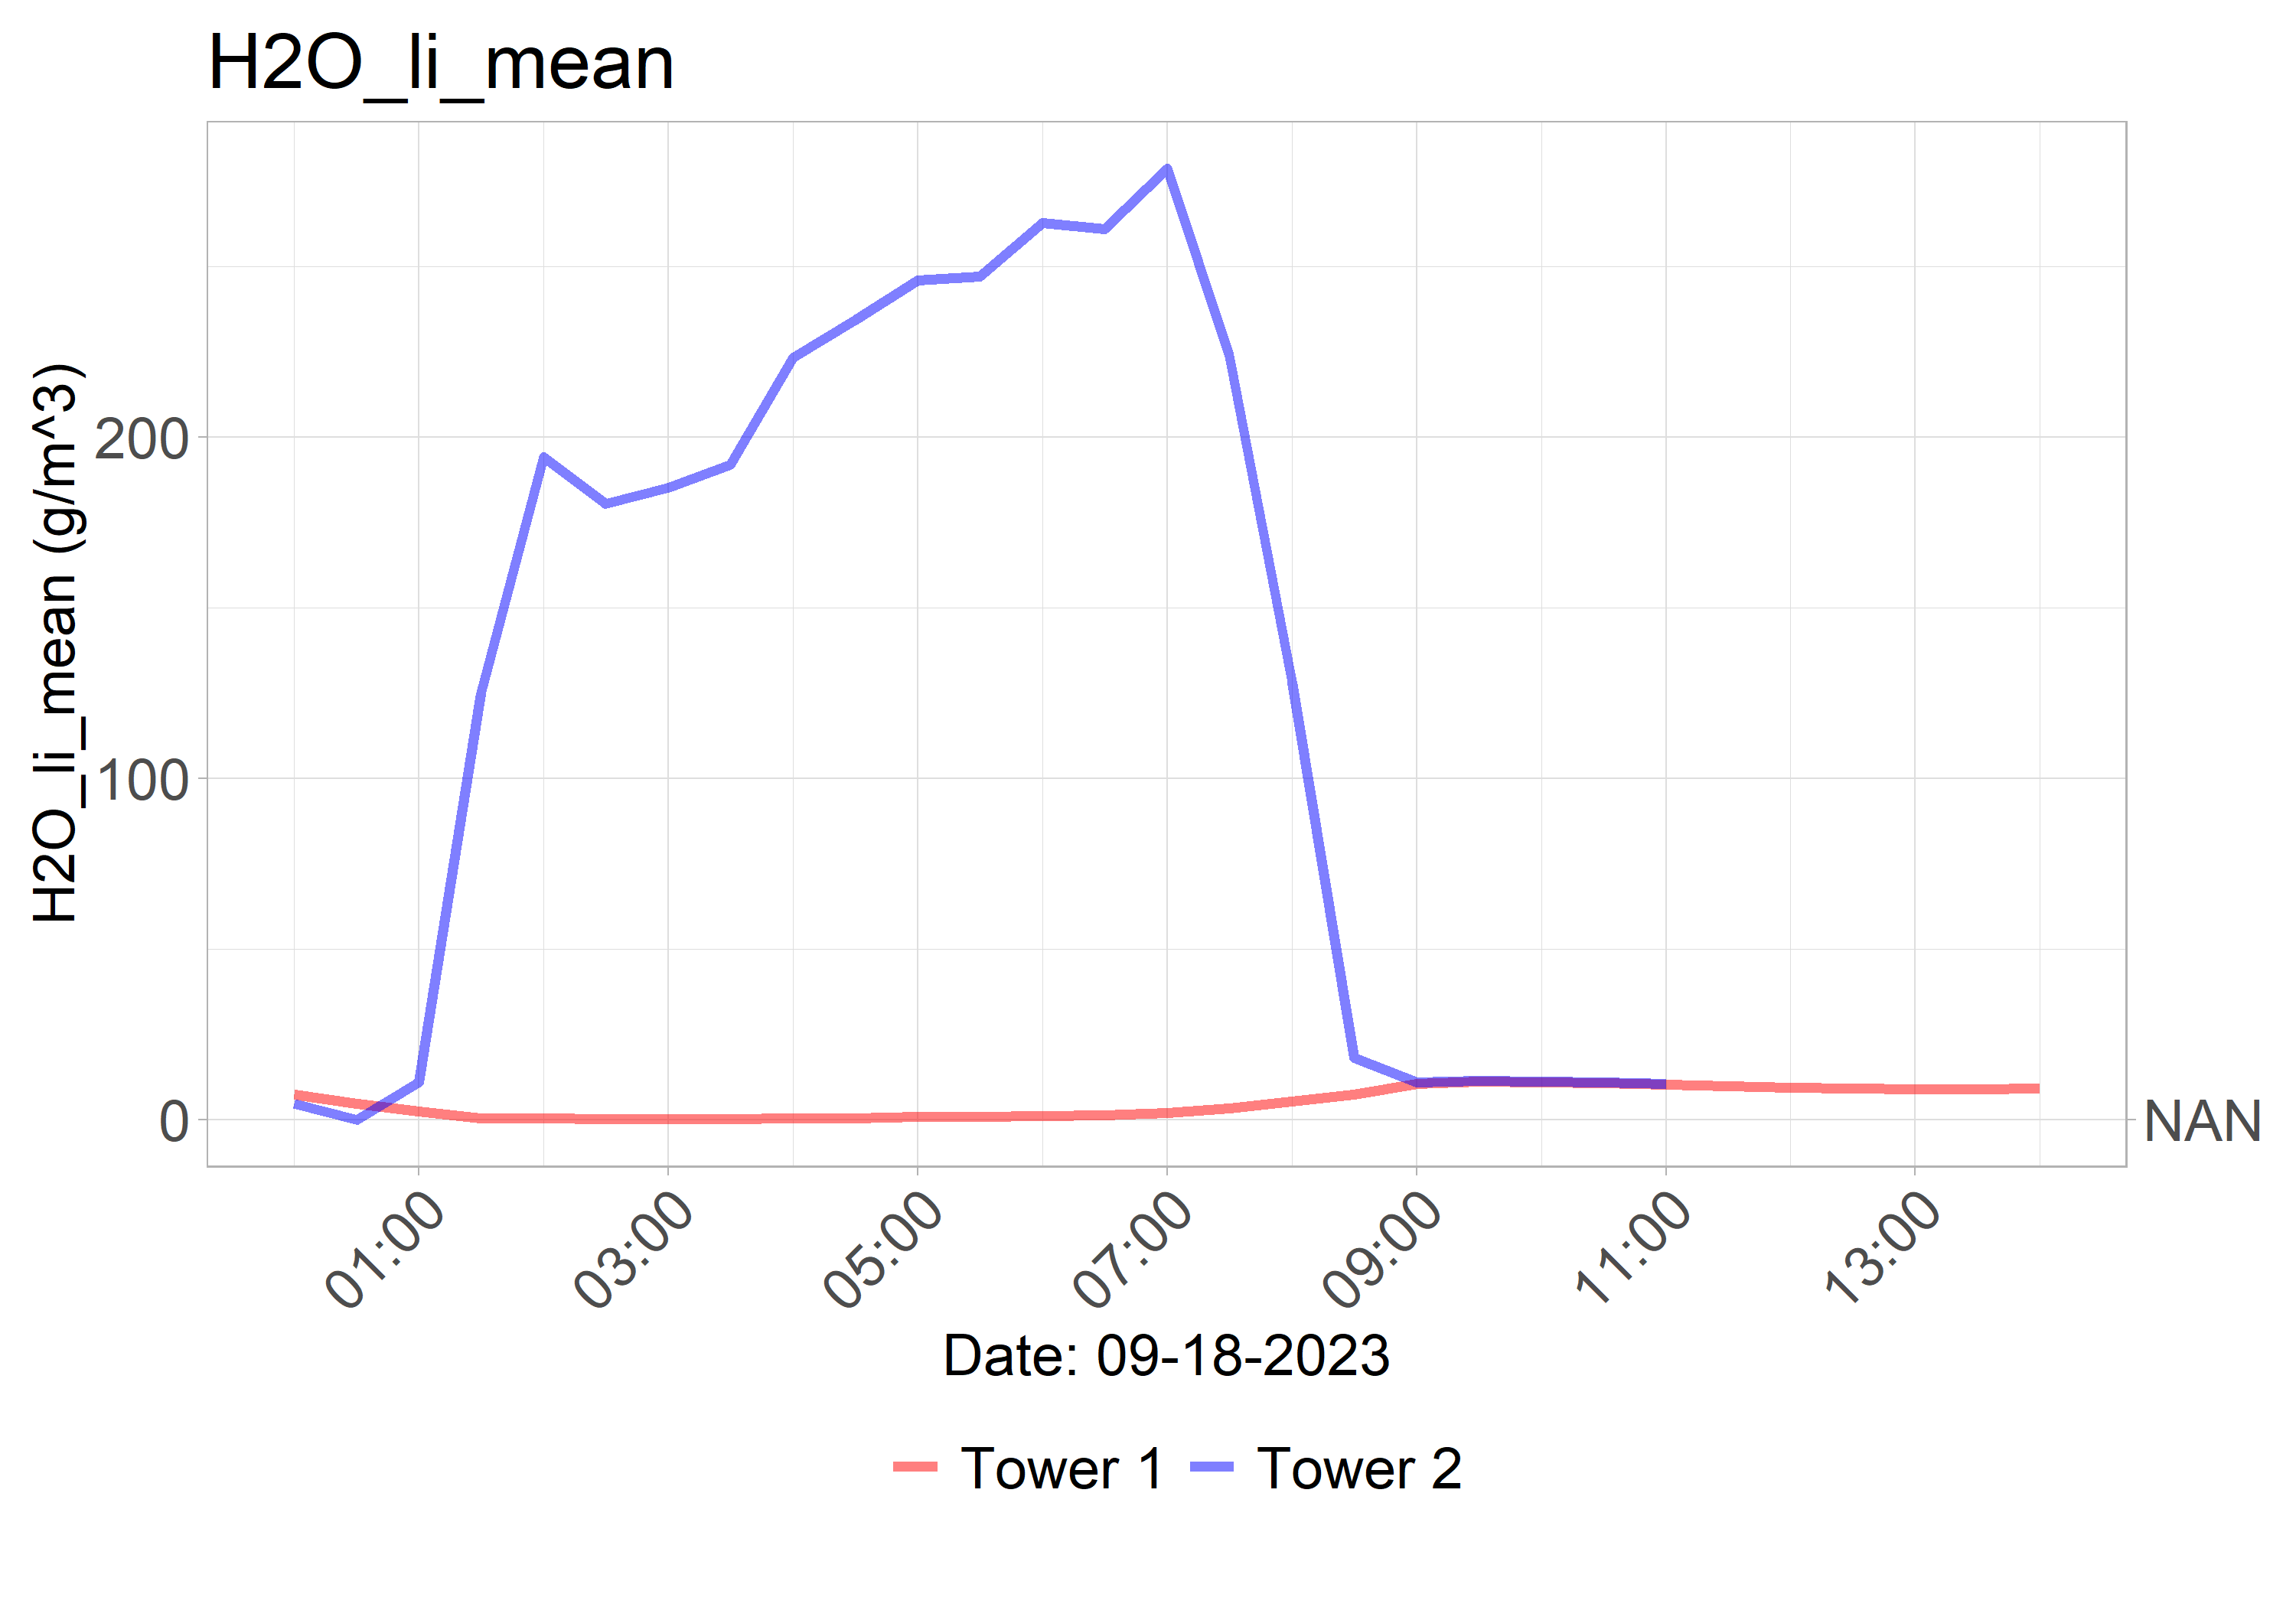 H2O_li_mean
H2O_li_mean (g/m^3)
200
100
0
NAN
01:00
03:00
05:00
07:00
09:00
11:00
13:00
Date: 09-18-2023
Tower 1
Tower 2